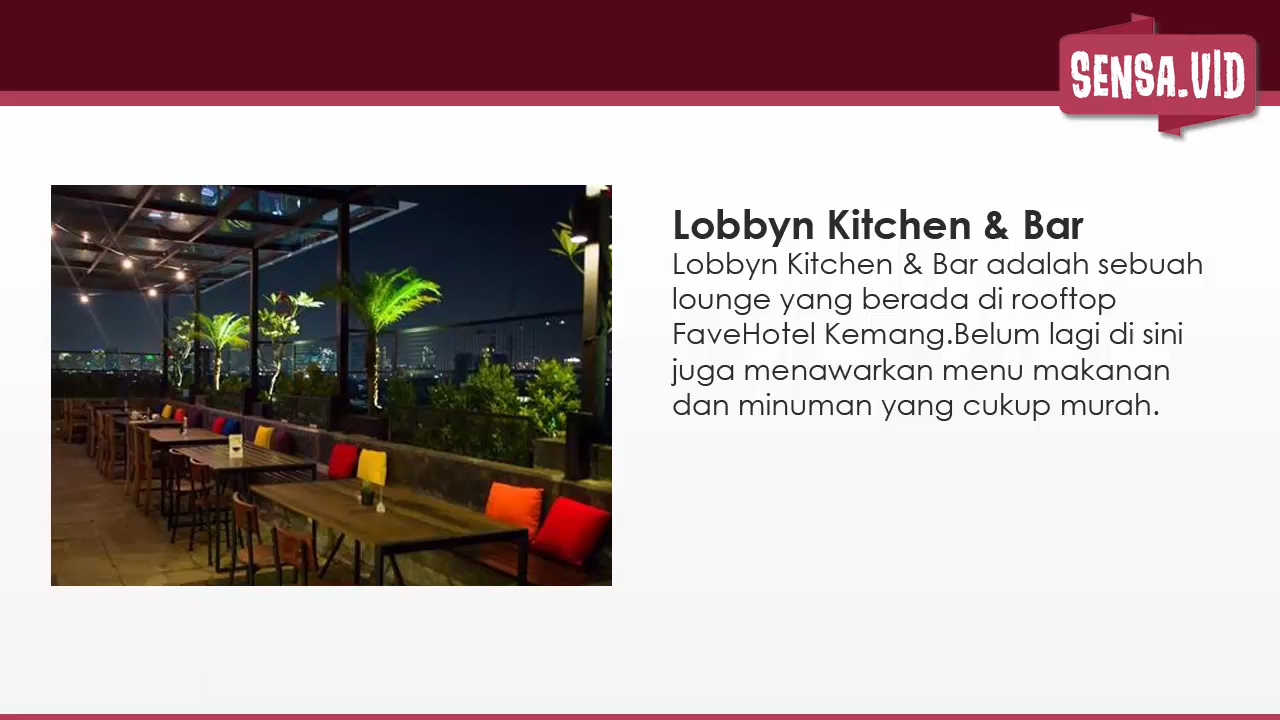 SENSA.VID
Lobbyn Kitchen & Bar
Lobbyn Kitchen & Bar adalah sebuah
lounge yang berada di rooftop
FaveHotel Kemang.Belum lagi di sini
juga menawarkan menu makanan
dan minuman yang cukup murah.